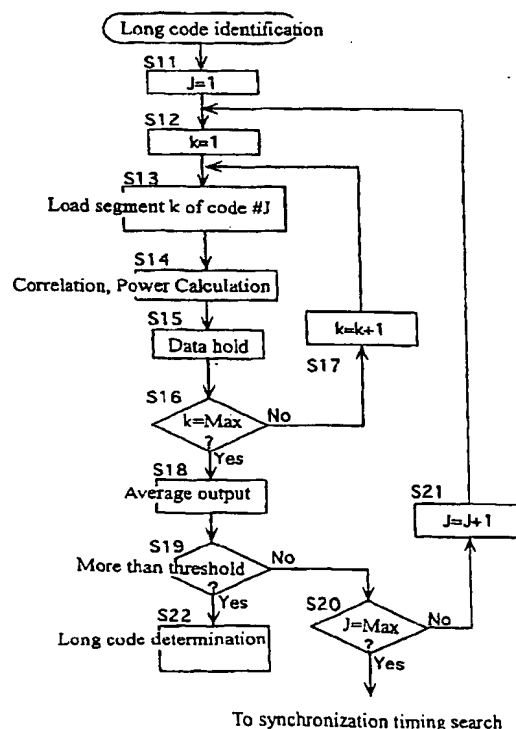 Long code identification
S11
J=1
S12
k=1
S13
Load segment k of code #J
S14
Correlation, Power Calculation
S15
Data hold
k=k+1
S17
S16
k=Max
?
No
Yes
S18
Average output
S21
J=J+1
S19
More than threshold
?
No
Yes
S20
J=Max
?
No
Yes
S22
Long code determination
To synchronization timing search